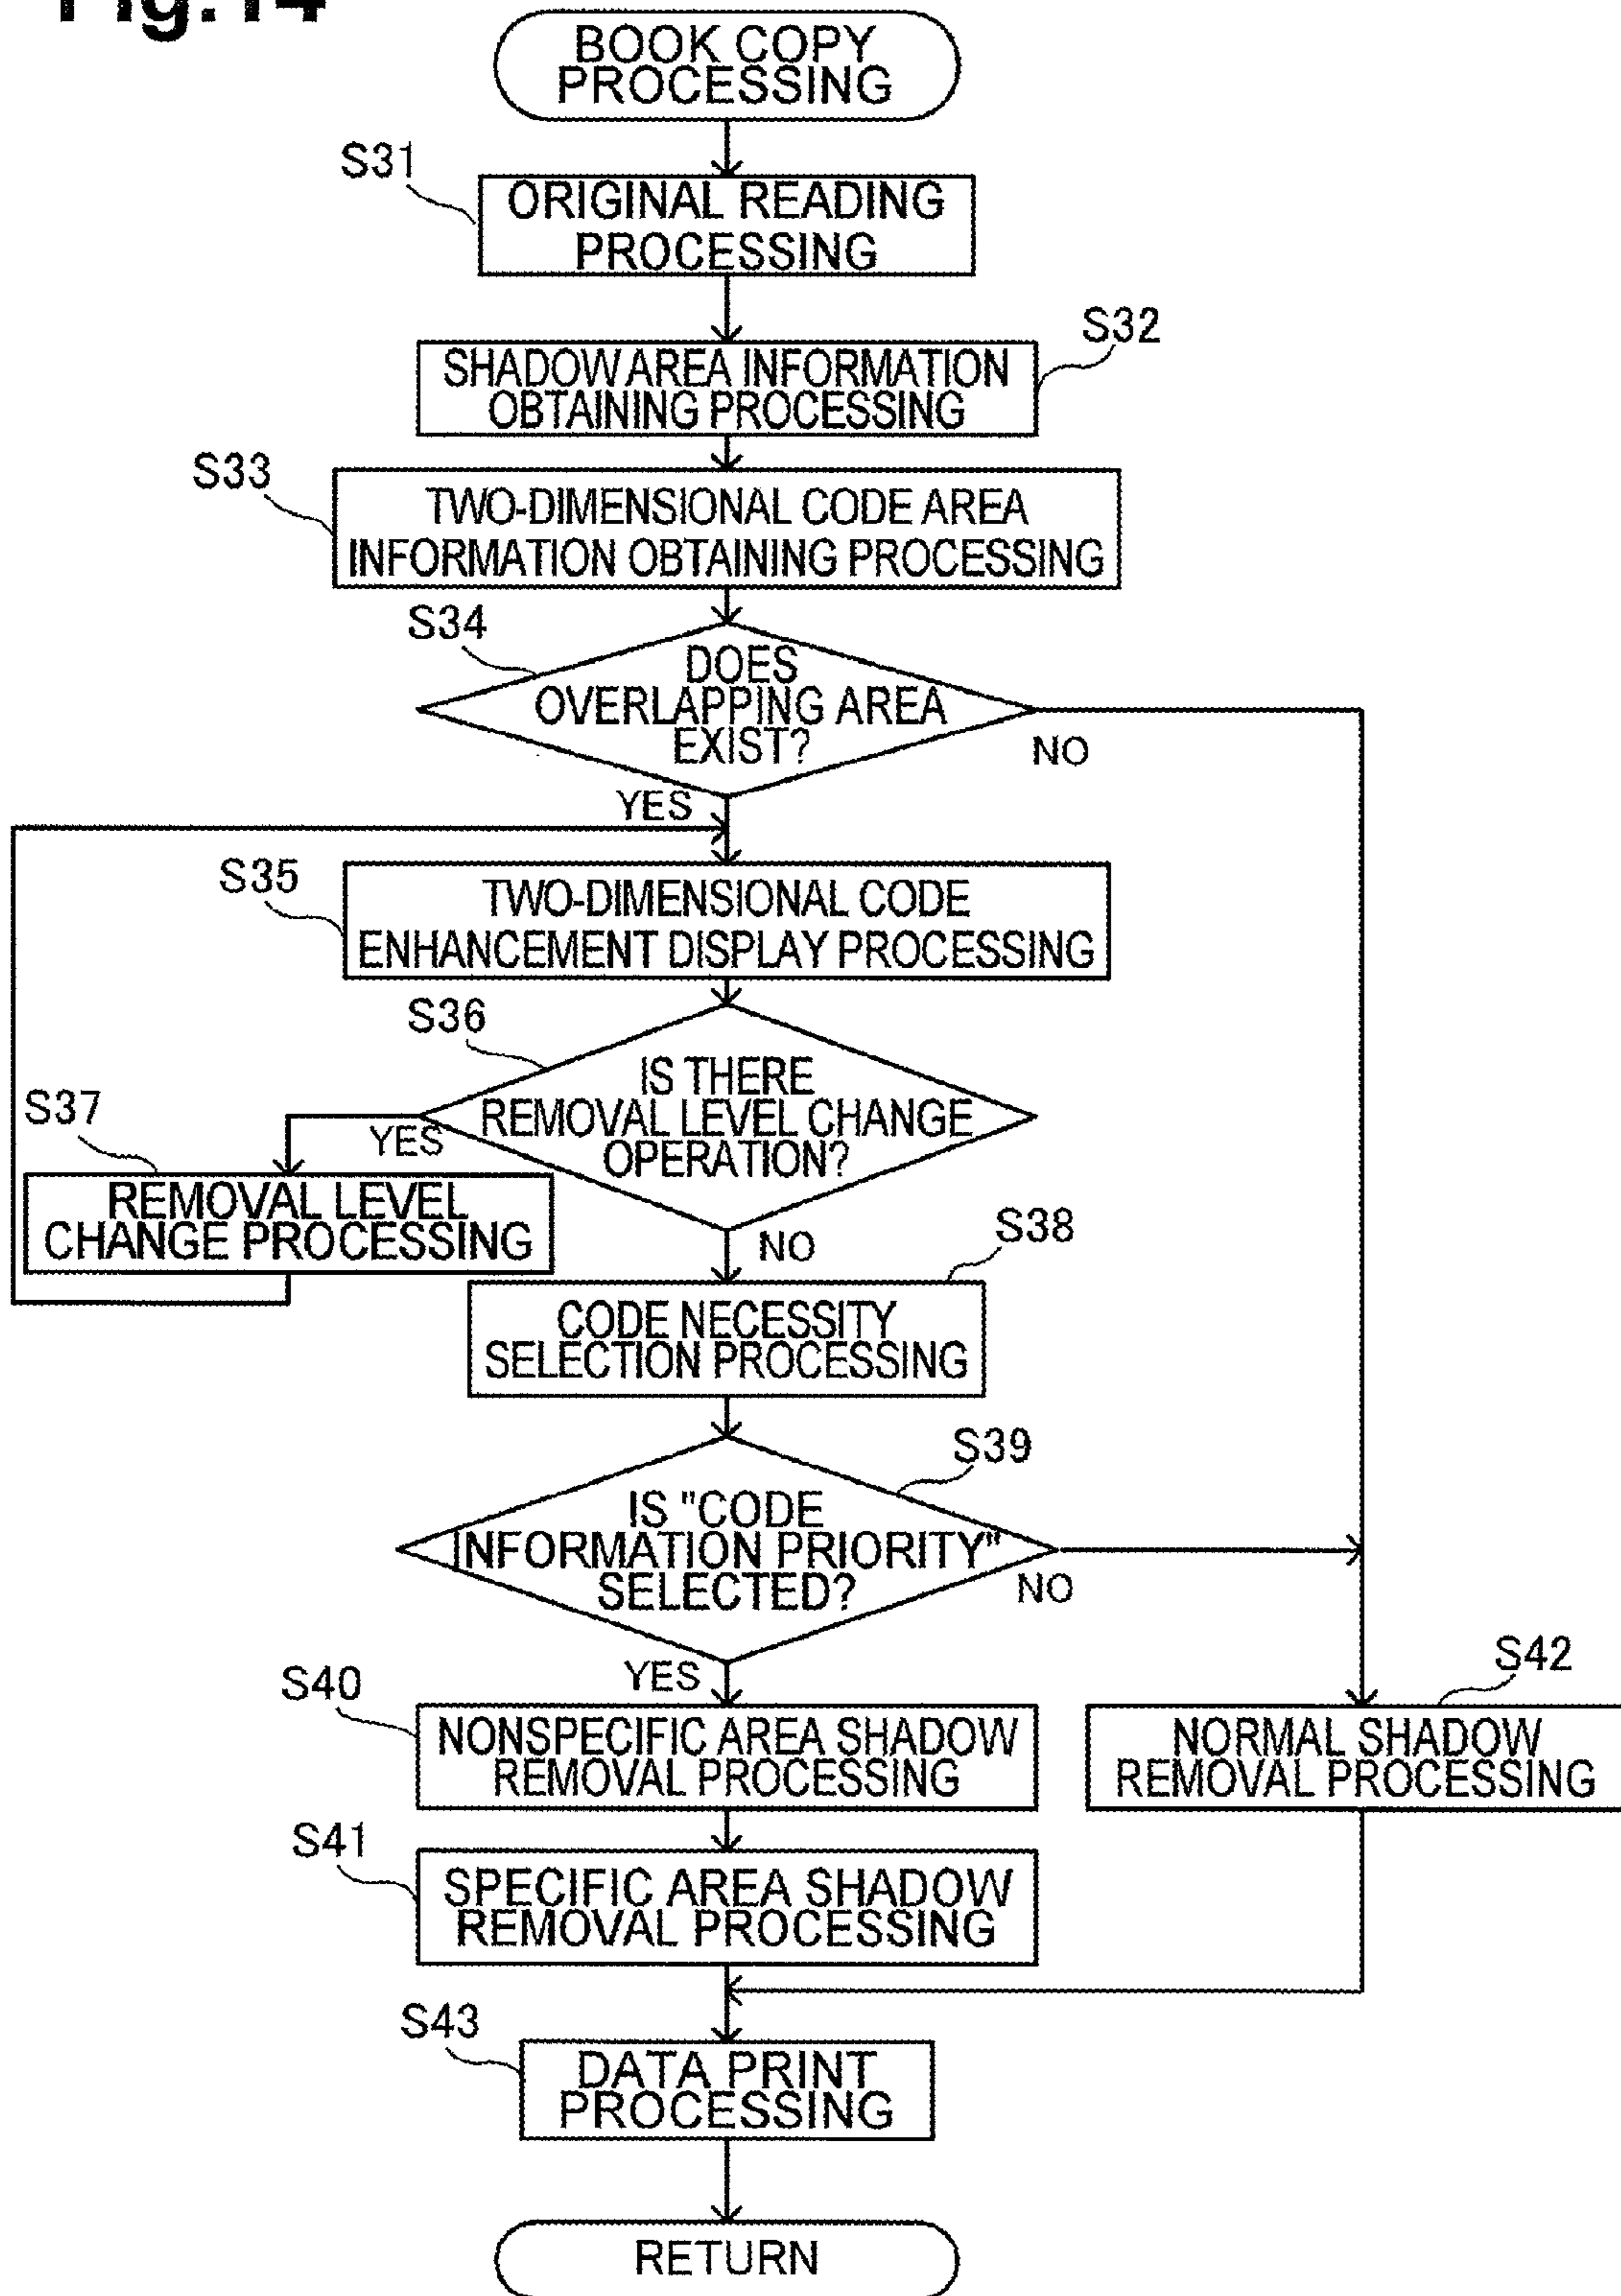 Fig.14
BOOK COPY
PROCESSING
S31
ORIGINAL READING
PROCESSING
S32
SHADOW AREA INFORMATION
OBTAINING PROCESSING
S33
TWO-DIMENSIONAL CODE AREA
INFORMATION OBTAINING PROCESSING
S34
DOES
OVERLAPPING AREA
EXIST?
NO
YES
S35
TWO-DIMENSIONAL CODE
ENHANCEMENT DISPLAY PROCESSING
S36
IS THERE
REMOVAL LEVEL CHANGE
OPERATION?
YES
S37
REMOVAL LEVEL
CHANGE PROCESSING
NO
S38
CODE NECESSITY
SELECTION PROCESSING
S39
IS "CODE
INFORMATION PRIORITY"
SELECTED?
NO
YES
S40
NONSPECIFIC AREA SHADOW
REMOVAL PROCESSING
S42
NORMAL SHADOW
REMOVAL PROCESSING
S41
SPECIFIC AREA SHADOW
REMOVAL PROCESSING
S43
DATA PRINT
PROCESSING
RETURN